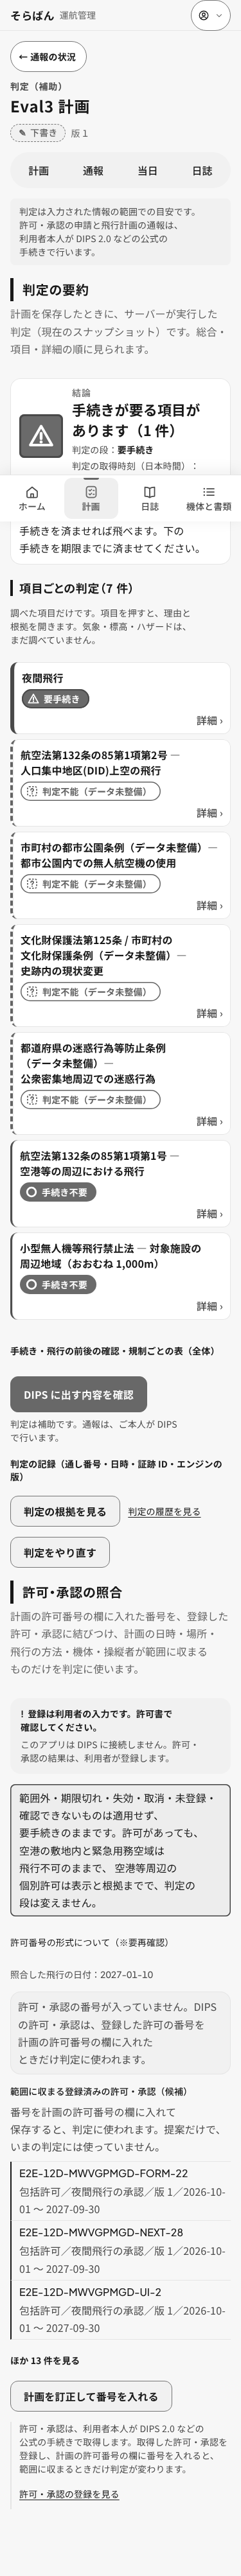 そらばん 運航管理
← 通報の状況
判定（補助）
Eval3 計画
✎ 下書き 版 1
計画 通報 当日 日誌
判定は入力された情報の範囲での目安です。
許可・承認の申請と飛行計画の通報は、
利用者本人が DIPS 2.0 などの公式の
手続きで行います。
判定の要約
計画を保存したときに、サーバーが実行した
判定（現在のスナップショット）です。総合・
項目・詳細の順に見られます。
結論
手続きが要る項目が
あります（1 件）
判定の段：要手続き
判定の取得時刻（日本時間）：
ホーム 計画 日誌 機体と書類
手続きを済ませれば飛べます。下の
手続きを期限までに済ませてください。
項目ごとの判定（7 件）
調べた項目だけです。項目を押すと、理由と
根拠を開きます。気象・標高・ハザードは、
まだ調べていません。
夜間飛行
要手続き
詳細 ›
航空法第132条の85第1項第2号 —
人口集中地区(DID)上空の飛行
判定不能（データ未整備）
詳細 ›
市町村の都市公園条例（データ未整備）—
都市公園内での無人航空機の使用
判定不能（データ未整備）
詳細 ›
文化財保護法第125条 / 市町村の
文化財保護条例（データ未整備）—
史跡内の現状変更
判定不能（データ未整備）
詳細 ›
都道府県の迷惑行為等防止条例
（データ未整備）—
公衆密集地周辺での迷惑行為
判定不能（データ未整備）
詳細 ›
航空法第132条の85第1項第1号 —
空港等の周辺における飛行
手続き不要
詳細 ›
小型無人機等飛行禁止法 — 対象施設の
周辺地域（おおむね 1,000m）
手続き不要
詳細 ›
手続き・飛行の前後の確認・規制ごとの表（全体）
DIPS に出す内容を確認
判定は補助です。通報は、ご本人が DIPS
で行います。
判定の記録（通し番号・日時・証跡 ID・エンジンの
版）
判定の根拠を見る 判定の履歴を見る
判定をやり直す
許可・承認の照合
計画の許可番号の欄に入れた番号を、登録した
許可・承認に結びつけ、計画の日時・場所・
飛行の方法・機体・操縦者が範囲に収まる
ものだけを判定に使います。
! 登録は利用者の入力です。許可書で
確認してください。
このアプリは DIPS に接続しません。許可・
承認の結果は、利用者が登録します。
範囲外・期限切れ・失効・取消・未登録・
確認できないものは適用せず、
要手続きのままです。許可があっても、
空港の敷地内と緊急用務空域は
飛行不可のままで、 空港等周辺の
個別許可は表示と根拠までで、判定の
段は変えません。
許可番号の形式について（※要再確認）
照合した飛行の日付：2027-01-10
許可・承認の番号が入っていません。DIPS
の許可・承認は、登録した許可の番号を
計画の許可番号の欄に入れた
ときだけ判定に使われます。
範囲に収まる登録済みの許可・承認（候補）
番号を計画の許可番号の欄に入れて
保存すると、判定に使われます。提案だけで、
いまの判定には使っていません。
E2E-12D-MWVGPMGD-FORM-22
包括許可／夜間飛行の承認／版 1／2026-10-
01 〜 2027-09-30
E2E-12D-MWVGPMGD-NEXT-28
包括許可／夜間飛行の承認／版 1／2026-10-
01 〜 2027-09-30
E2E-12D-MWVGPMGD-UI-2
包括許可／夜間飛行の承認／版 1／2026-10-
01 〜 2027-09-30
ほか 13 件を見る
計画を訂正して番号を入れる
許可・承認は、利用者本人が DIPS 2.0 などの
公式の手続きで取得します。取得した許可・承認を
登録し、計画の許可番号の欄に番号を入れると、
範囲に収まるときだけ判定が変わります。
許可・承認の登録を見る